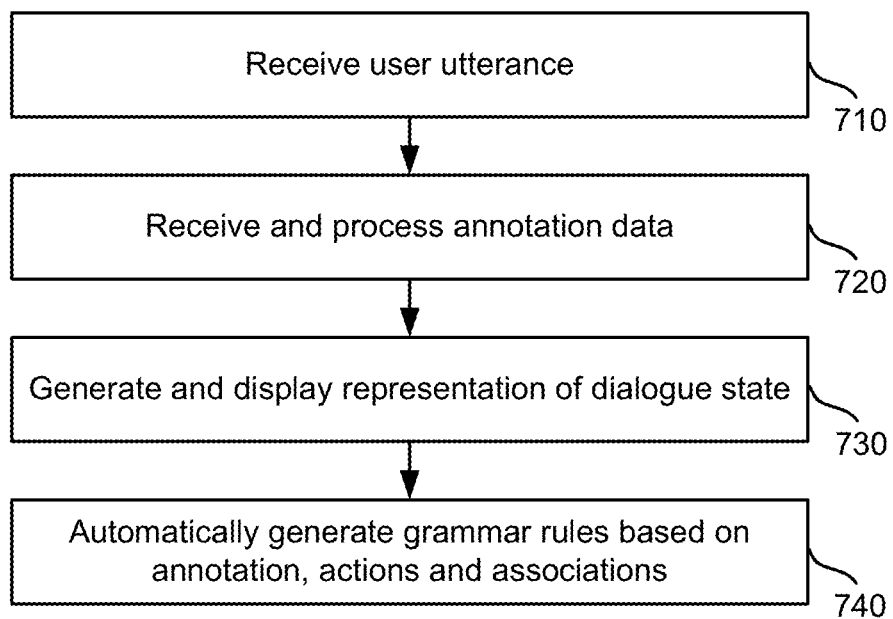 Receive user utterance
710
Receive and process annotation data
720
Generate and display representation of dialogue state
730
Automatically generate grammar rules based on
annotation, actions and associations
740